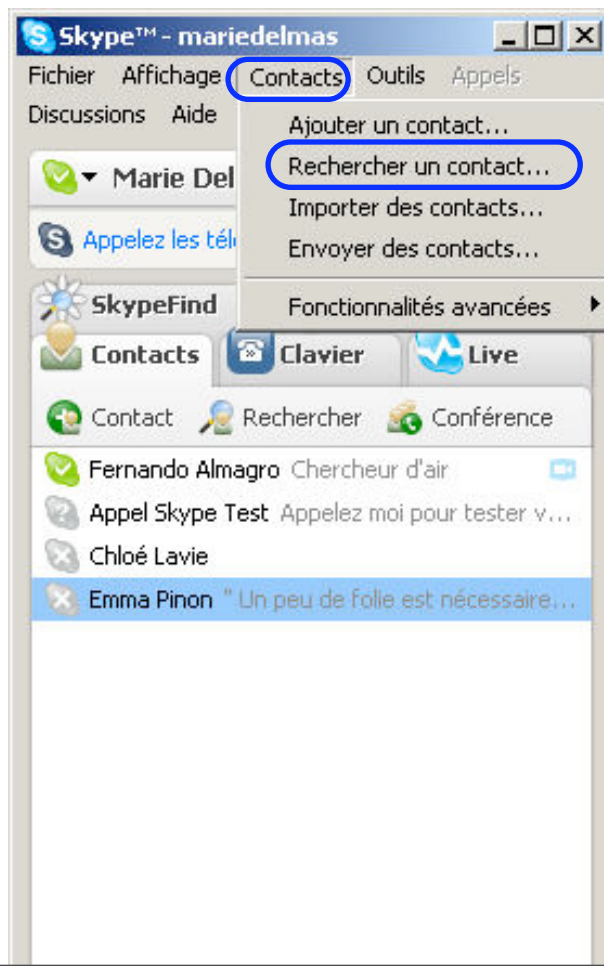 Skype™ - mariedelmas
Fichier Affichage Contacts Outils Appels
Discussions Aide
Ajouter un contact...
Rechercher un contact...
Importer des contacts...
Envoyer des contacts...
Fonctionnalités avancées
Marie Del
Appelez les tél
SkypeFind
Contacts Clavier Live
Contact Rechercher Conférence
Fernando Almagro Chercheur d'air
Appel Skype Test Appelez moi pour tester v...
Chloé Lavie
Emma Pinon " Un peu de folie est nécessaire...